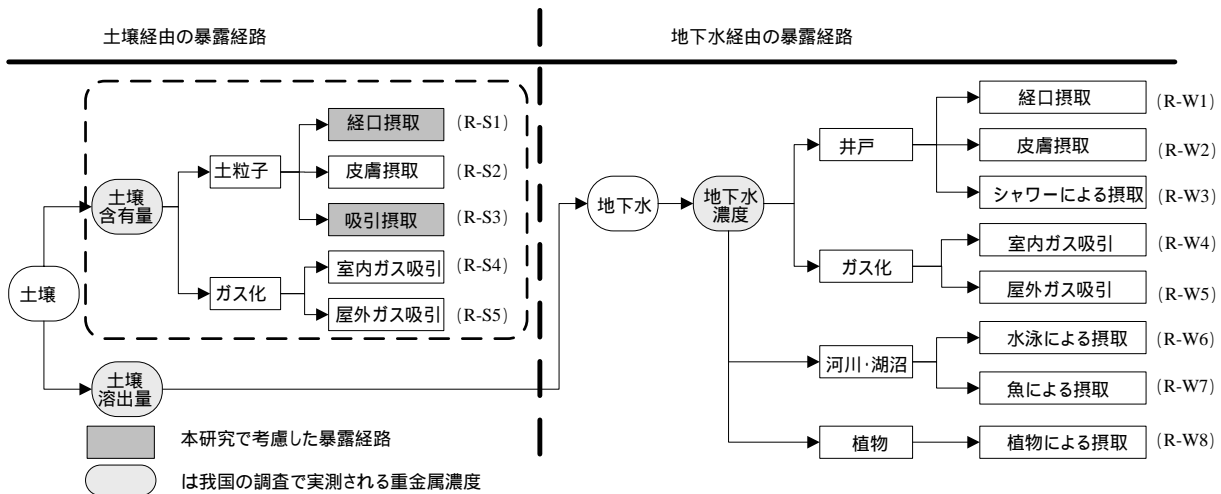 土壌経由の暴露経路
地下水経由の暴露経路
土壌
土壌
含有量
土粒子
経口摂取
(R-S1)
皮膚摂取
(R-S2)
吸引摂取
(R-S3)
ガス化
室内ガス吸引
(R-S4)
屋外ガス吸引
(R-S5)
土壌
溶出量
地下水
地下水
濃度
井戸
経口摂取
(R-W1)
皮膚摂取
(R-W2)
シャワーによる摂取
(R-W3)
ガス化
室内ガス吸引
(R-W4)
屋外ガス吸引
(R-W5)
河川・湖沼
水泳による摂取
(R-W6)
魚による摂取
(R-W7)
植物
植物による摂取
(R-W8)
本研究で考慮した暴露経路
は我国の調査で実測される重金属濃度